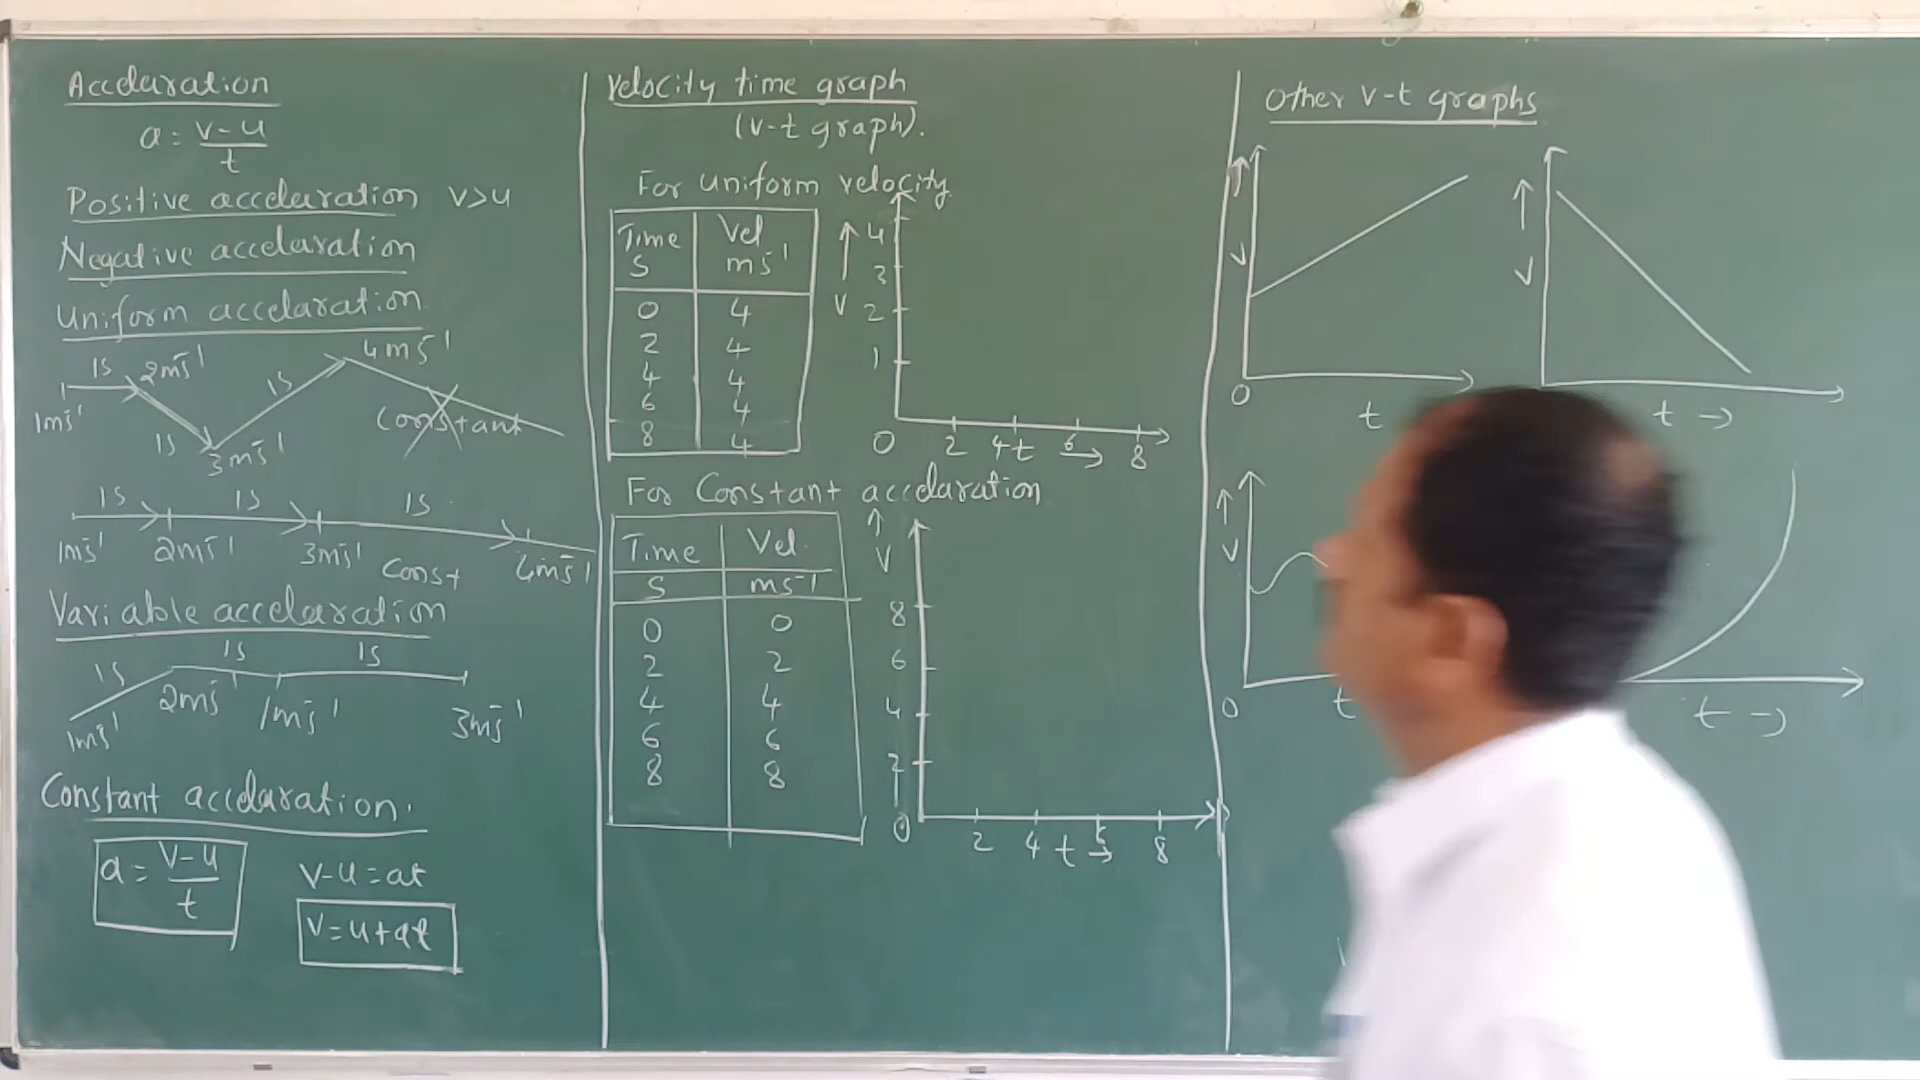 Accelaration
a = v-u
t
Positive accelaration v>u
Negative accelaration
Uniform accelaration
1s 2ms⁻¹ 1s 4ms⁻¹
1ms⁻¹ 1s 3ms⁻¹ Constant
1s 1s 1s
1ms⁻¹ 2ms⁻¹ 3ms⁻¹ Const 4ms⁻¹
Variable accelaration
1s 1s 1s
1ms⁻¹ 2ms⁻¹ 1ms⁻¹ 3ms⁻¹
Constant accelaration.
a = v-u
t
v-u=at
v=u+at
Velocity time graph
(v-t graph).
For Uniform velocity
Time Vel
S ms⁻¹
0 4
2 4
4 4
6 4
8 4
4
3
v 2
1
0 2 4 t 6 8
For Constant accelaration
Time Vel
S ms⁻¹
0 0
2 2
4 4
6 6
8 8
v
8
6
4
2
0 2 4 t 6 8
Other v-t graphs
v
0 t
v
t →
v
0 t
t →